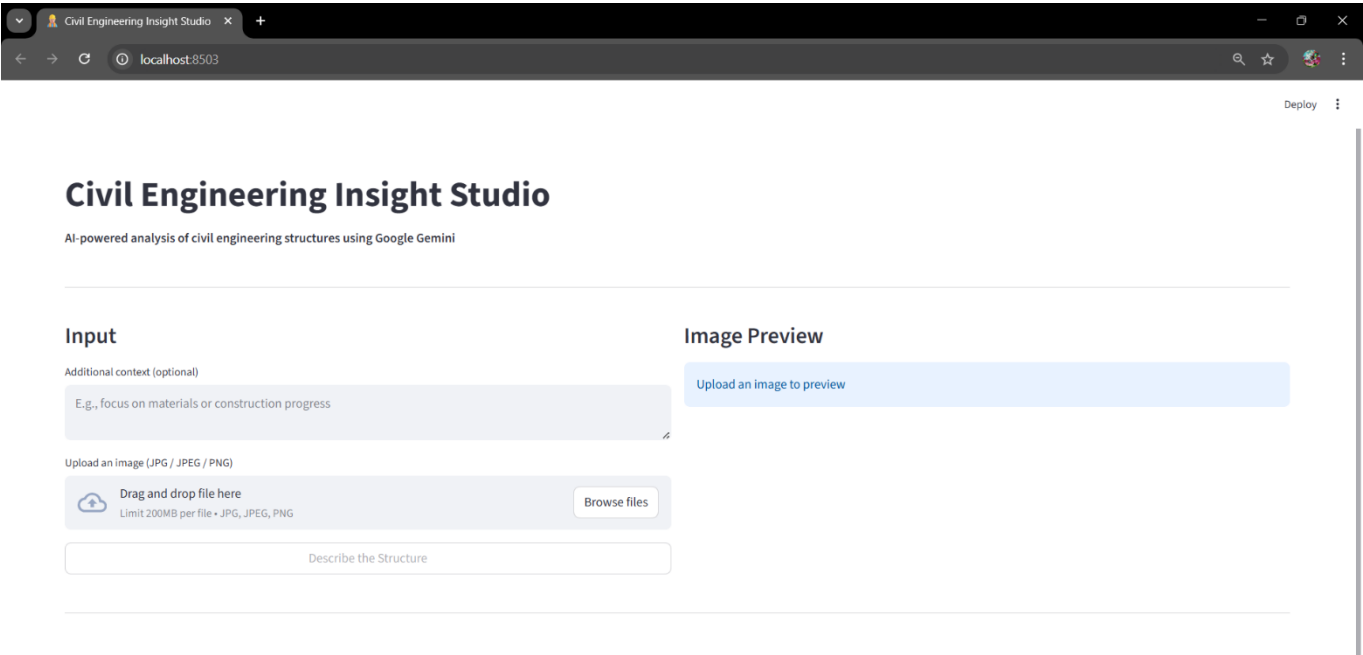 Civil Engineering Insight Studio
localhost:8503
Deploy
Civil Engineering Insight Studio
AI-powered analysis of civil engineering structures using Google Gemini
Input
Additional context (optional)
E.g., focus on materials or construction progress
Upload an image (JPG / JPEG / PNG)
Drag and drop file here
Limit 200MB per file • JPG, JPEG, PNG
Browse files
Describe the Structure
Image Preview
Upload an image to preview